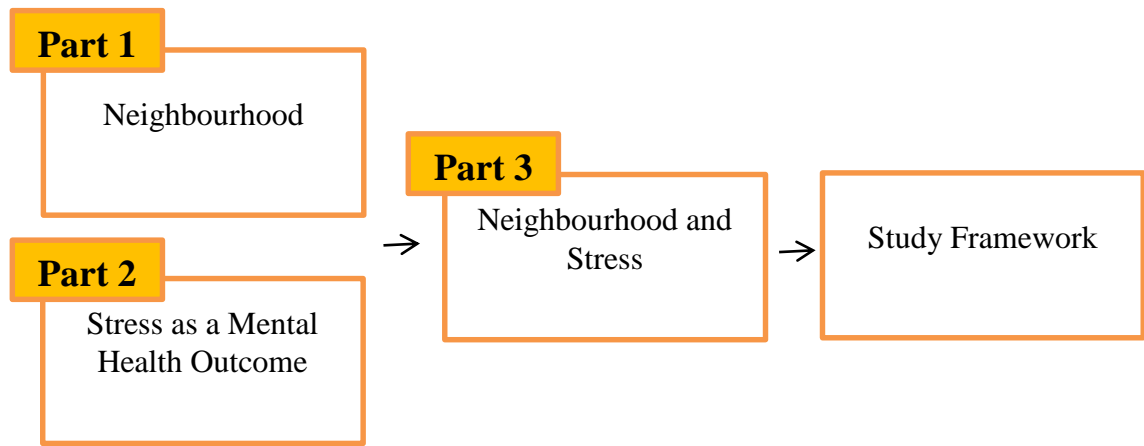 Part 1
Neighbourhood
Part 2
Stress as a Mental
Health Outcome
Part 3
Neighbourhood and
Stress
Study Framework